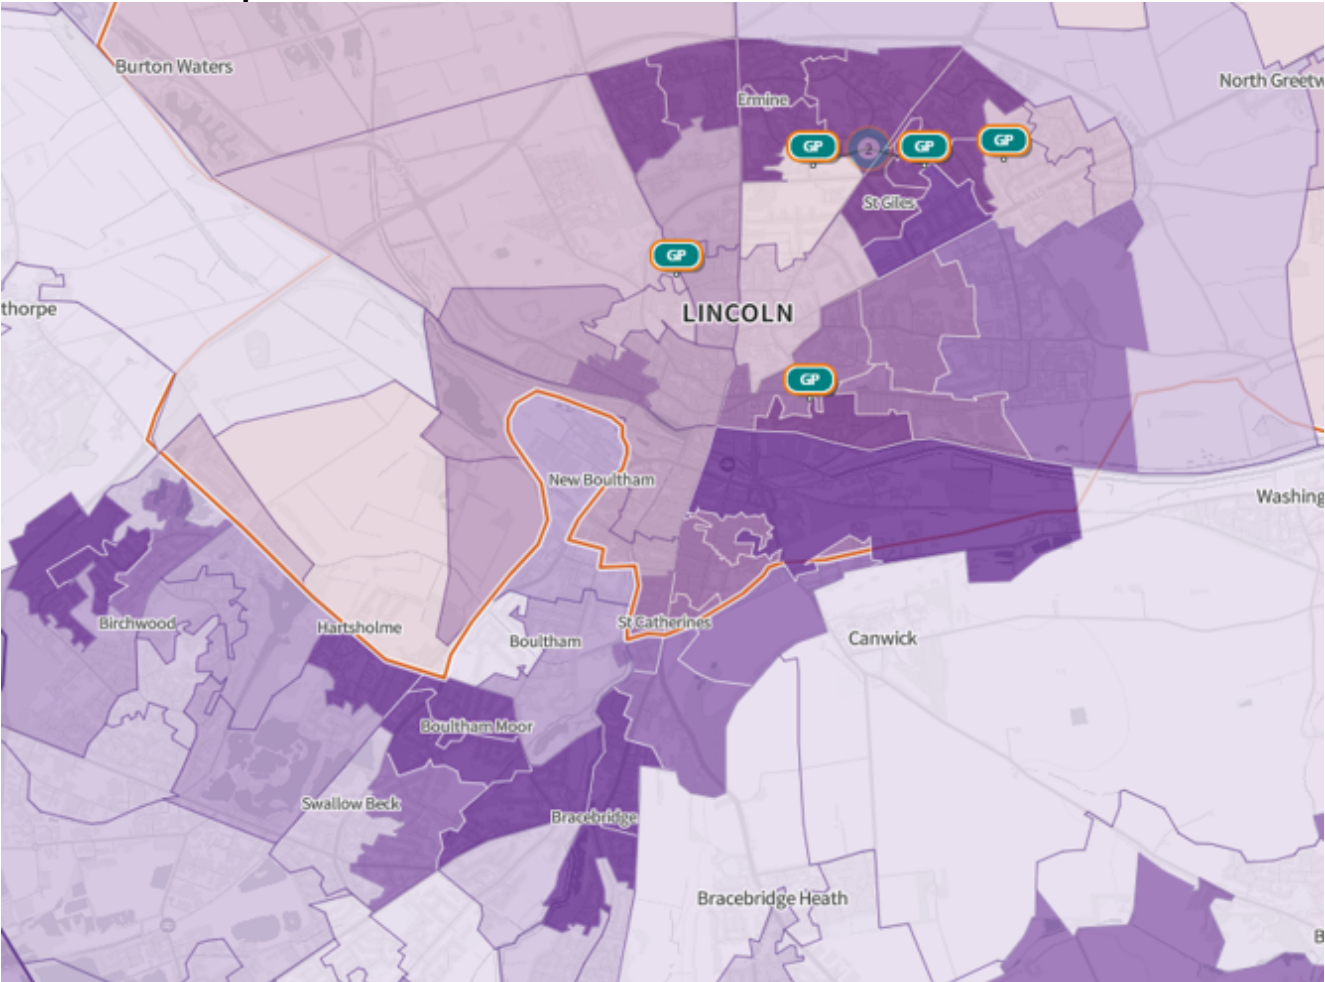 Burton Waters
North Greetw
Ermine
GP
2
GP
GP
St Giles
GP
thorpe
LINCOLN
GP
New Boultham
Washing
Birchwood
Hartsholme
St Catherines
Boultham
Canwick
Boultham Moor
Swallow Beck
Bracebridge
Bracebridge Heath
B